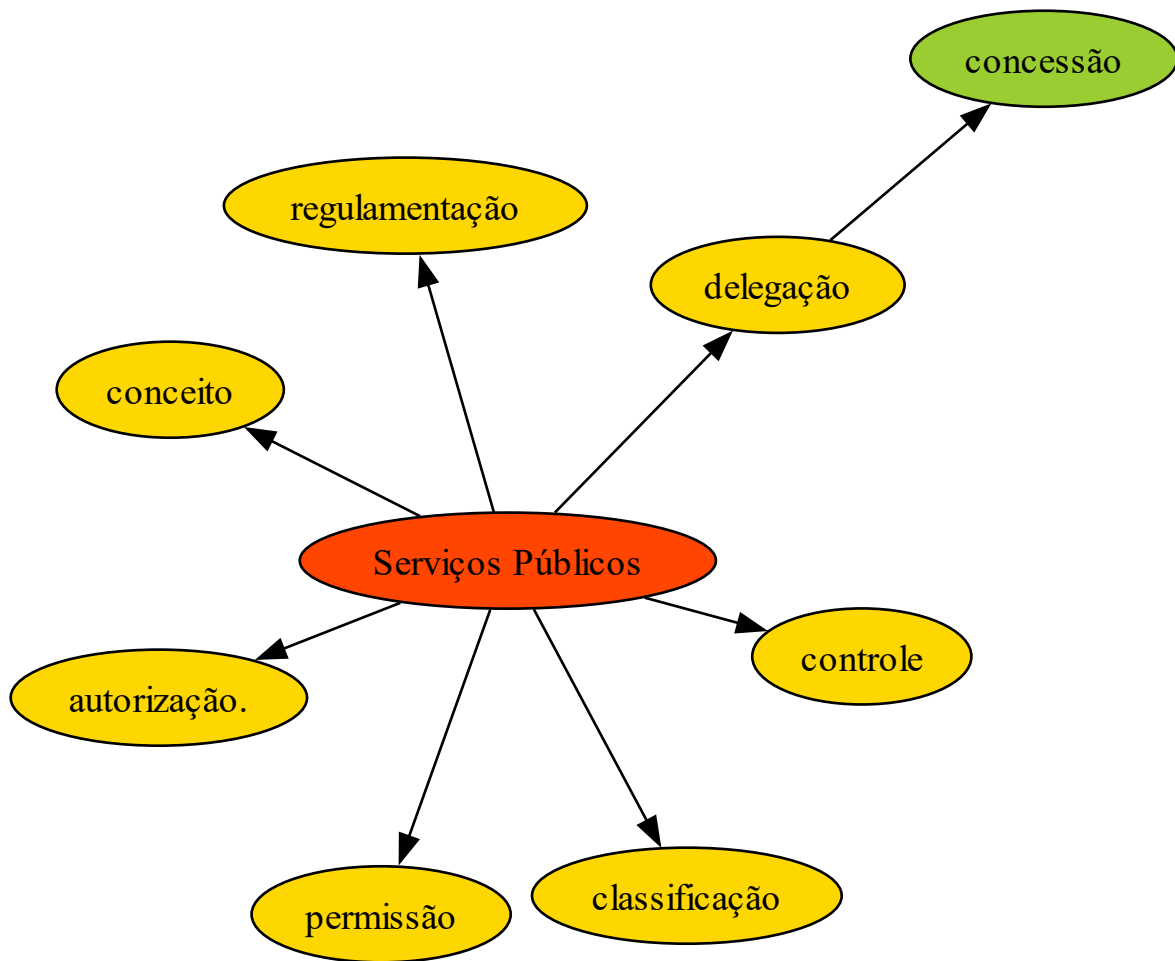 concessão
regulamentação
delegação
conceito
Serviços Públicos
controle
autorização.
classificação
permissão